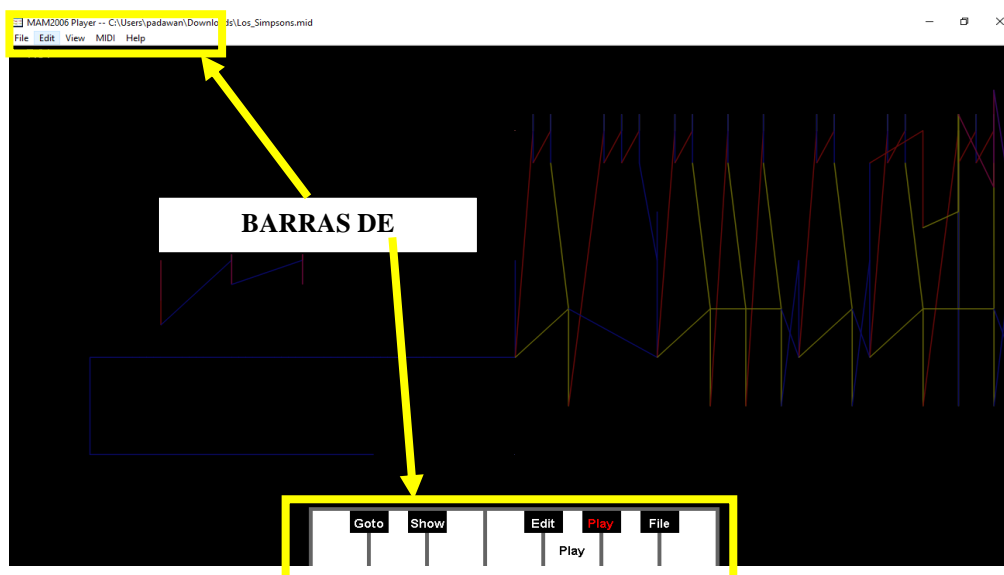 MAM2006 Player -- C:\Users\padawan\Downloads\Los_Simpsons.mid
File Edit View MIDI Help
BARRAS DE
Goto Show Edit Play File
Play